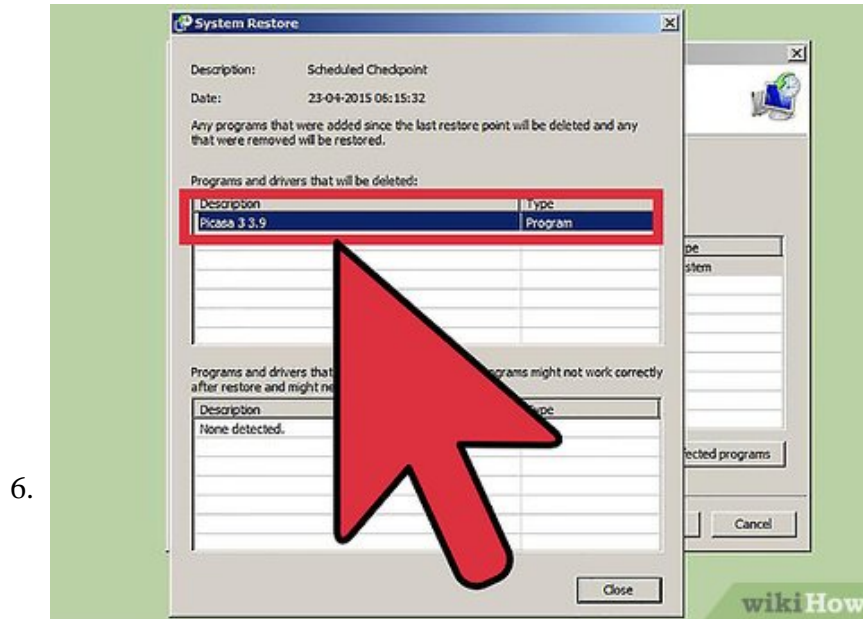 System Restore
Description: Scheduled Checkpoint
Date: 23-04-2015 06:15:32
Any programs that were added since the last restore point will be deleted and any
that were removed will be restored.
Programs and drivers that will be deleted:
Description Type
Picasa 3 3.9 Program
pe
stem
Programs and drivers that grams might not work correctly
after restore and might ne
Description ype
None detected.
fected programs
6.
Cancel
Close
wikiHow